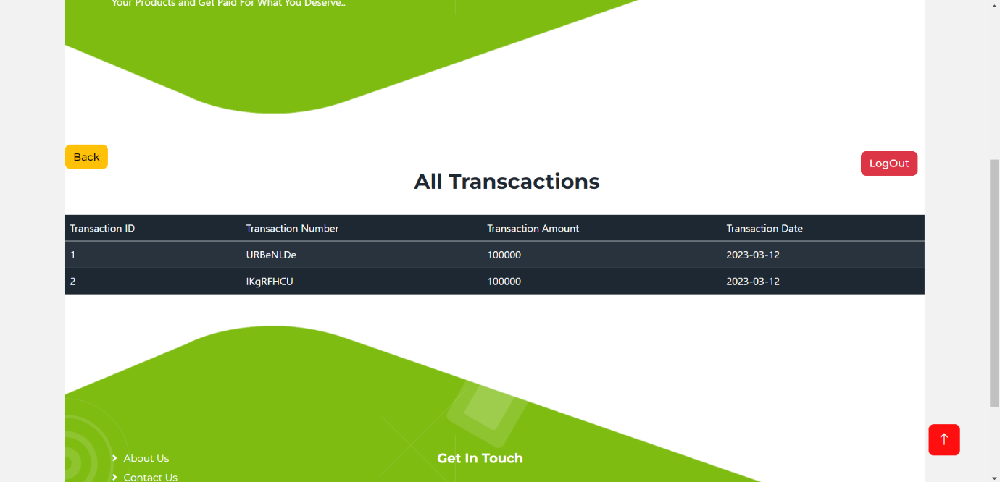 Your Products and Get Paid For What You Deserve..
Back
LogOut
All Transcactions
Transaction ID Transaction Number Transaction Amount Transaction Date
1 URBeNLDe 100000 2023-03-12
2 IKgRFHCU 100000 2023-03-12
About Us
Get In Touch
Contact Us